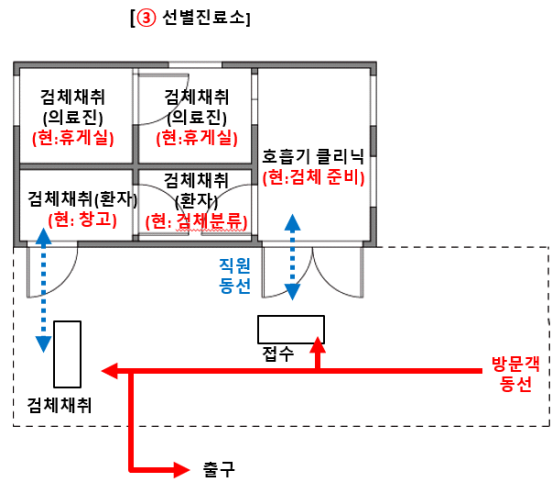 [③ 선별진료소]
검체채취
(의료진)
(현:휴게실)
검체채취
(의료진)
(현:휴게실)
호흡기 클리닉
(현:검체 준비)
검체채취(환자)
(현: 창고)
검체채취
(환자)
(현: 검체분류)
직원
동선
접수
방문객
동선
검체채취
출구